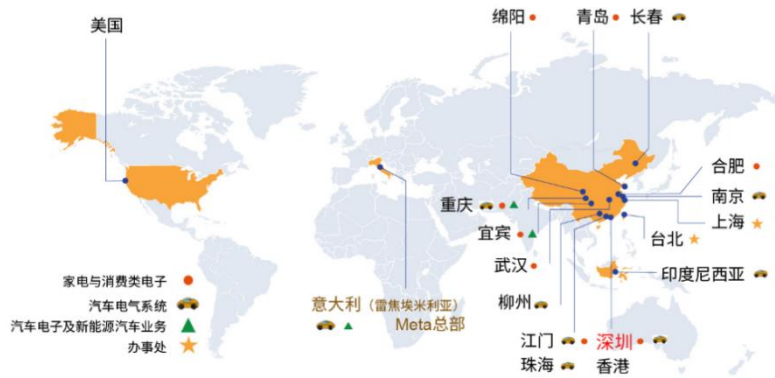 美国
绵阳
青岛
长春
合肥
南京
上海
台北
印度尼西亚
重庆
宜宾
武汉
柳州
江门
深圳
珠海
香港
意大利（雷焦埃米利亚）
Meta总部
家电与消费类电子
汽车电气系统
汽车电子及新能源汽车业务
办事处